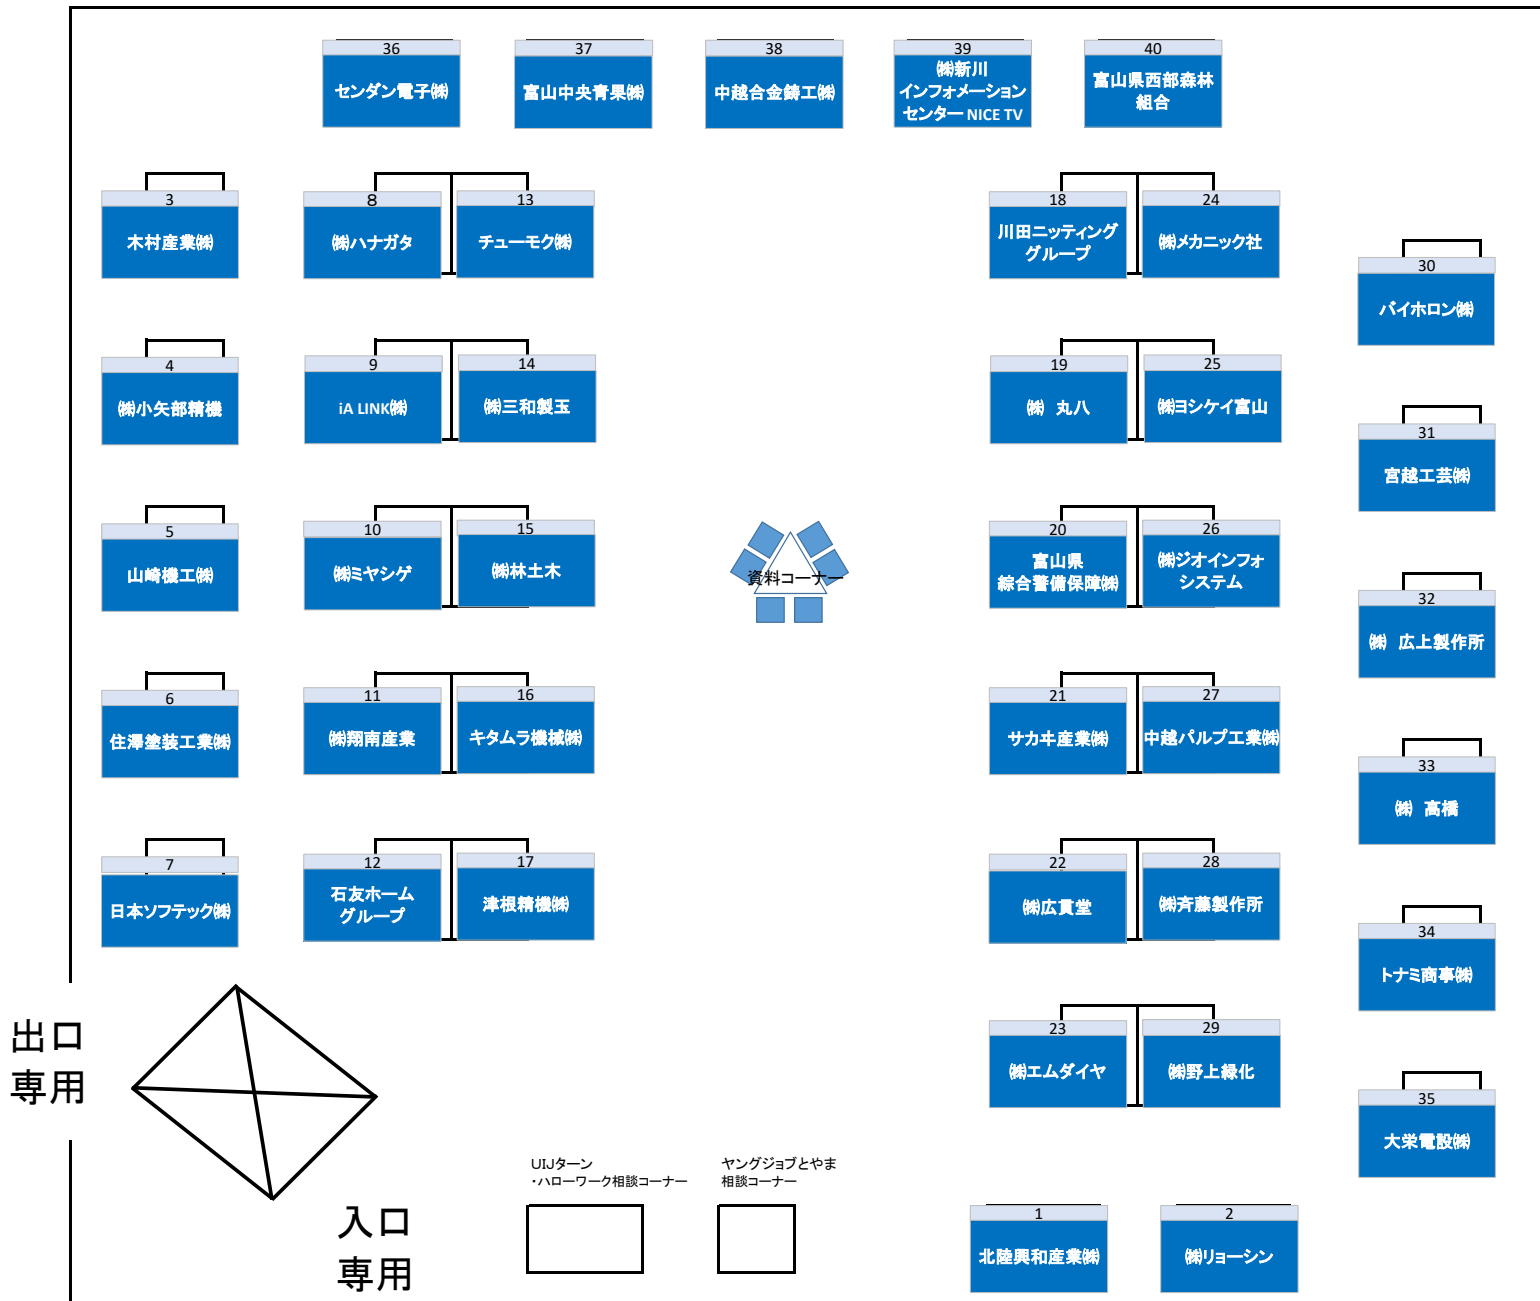 36
センダン電子㈱
37
富山中央青果㈱
38
中越合金鋳工㈱
39
㈱新川
インフォメーション
センター NICE TV
40
富山県西部森林
組合
3
木村産業㈱
8
㈱ハナガタ
13
チューモク㈱
18
川田ニッティング
グループ
24
㈱メカニック社
30
バイホロン㈱
4
㈱小矢部精機
9
iA LINK㈱
14
㈱三和製玉
19
㈱ 丸八
25
㈱ヨシケイ富山
31
宮越工芸㈱
5
山崎機工㈱
10
㈱ミヤシゲ
15
㈱林土木
資料コーナー
20
富山県
綜合警備保障㈱
26
㈱ジオインフォ
システム
32
㈱ 広上製作所
6
住澤塗装工業㈱
11
㈱翔南産業
16
キタムラ機械㈱
21
サカヰ産業㈱
27
中越パルプ工業㈱
33
㈱ 高橋
7
日本ソフテック㈱
12
石友ホーム
グループ
17
津根精機㈱
22
㈱広貫堂
28
㈱斉藤製作所
34
トナミ商事㈱
出口
専用
23
㈱エムダイヤ
29
㈱野上緑化
35
大栄電設㈱
入口
専用
UIJターン
・ハローワーク相談コーナー
ヤングジョブとやま
相談コーナー
1
北陸興和産業㈱
2
㈱リョーシン